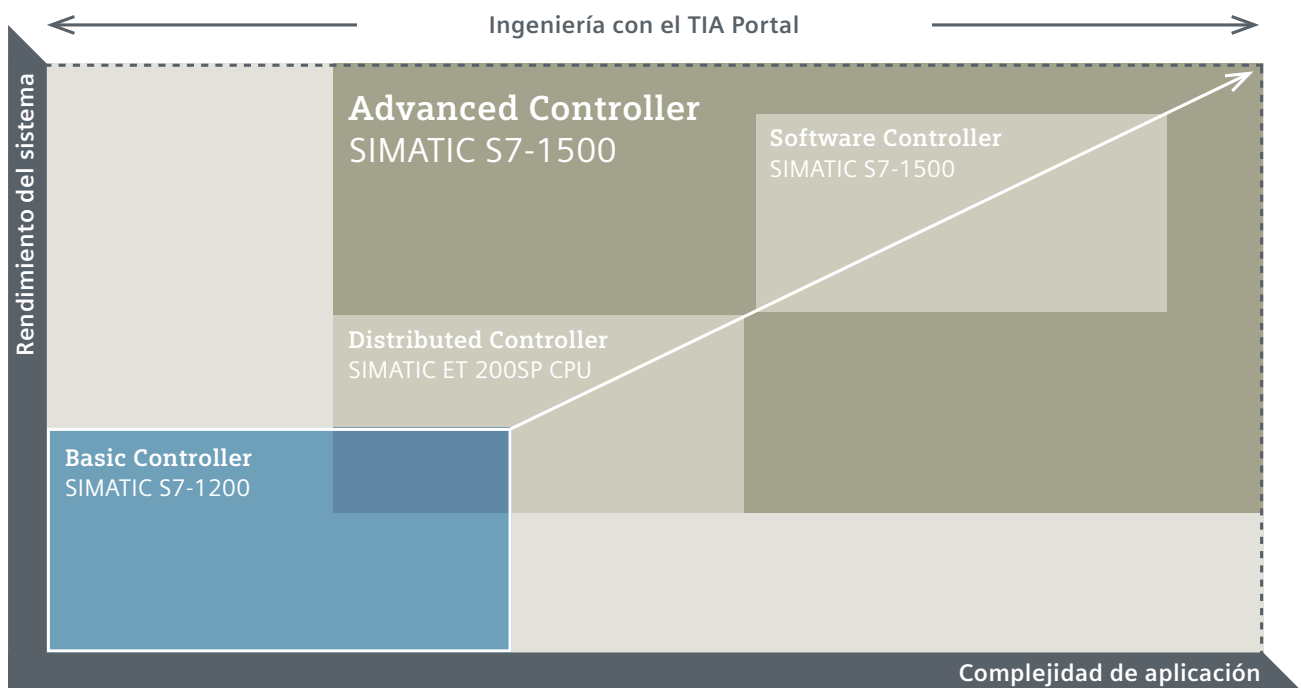 Ingeniería con el TIA Portal
Rendimiento del sistema
Advanced Controller
SIMATIC S7-1500
Software Controller
SIMATIC S7-1500
Distributed Controller
SIMATIC ET 200SP CPU
Basic Controller
SIMATIC S7-1200
Complejidad de aplicación